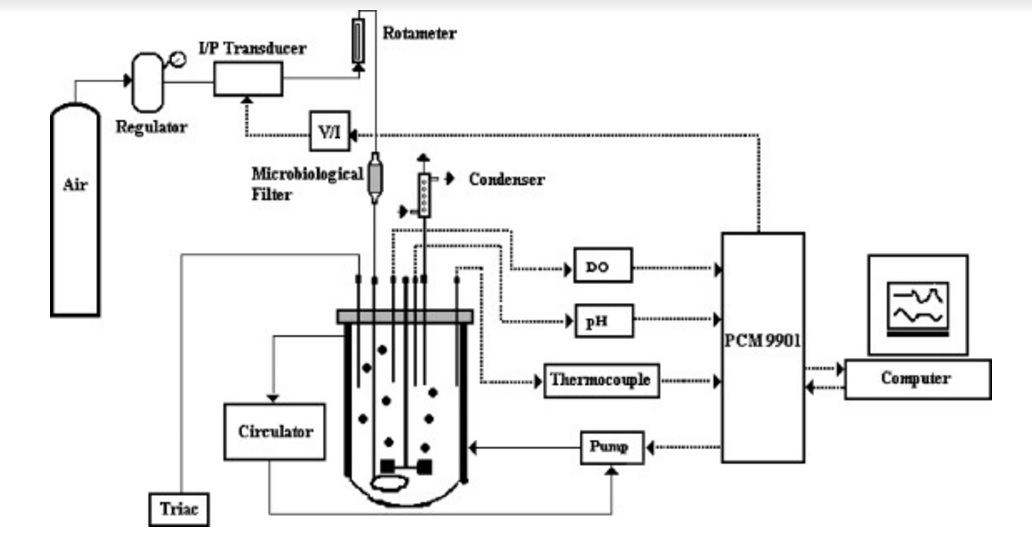 Rotameter
I/P Transducer
Regulator
V/I
Air
Microbiological
Filter
Condenser
DO
pH
PCM 9901
Thermocouple
Computer
Circulator
Pump
Triac